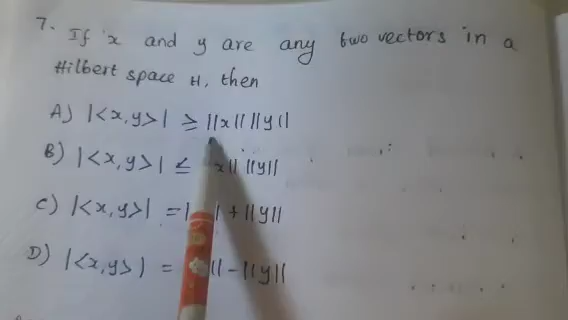 7. If x and y are any two vectors in a
Hilbert space H, then
A) |<x,y>| ≥ ||x|| ||y||
B) |<x,y>| ≤ x|| ||y||
C) |<x,y>| = | | + ||y||
D) |<x,y>| = || - ||y||